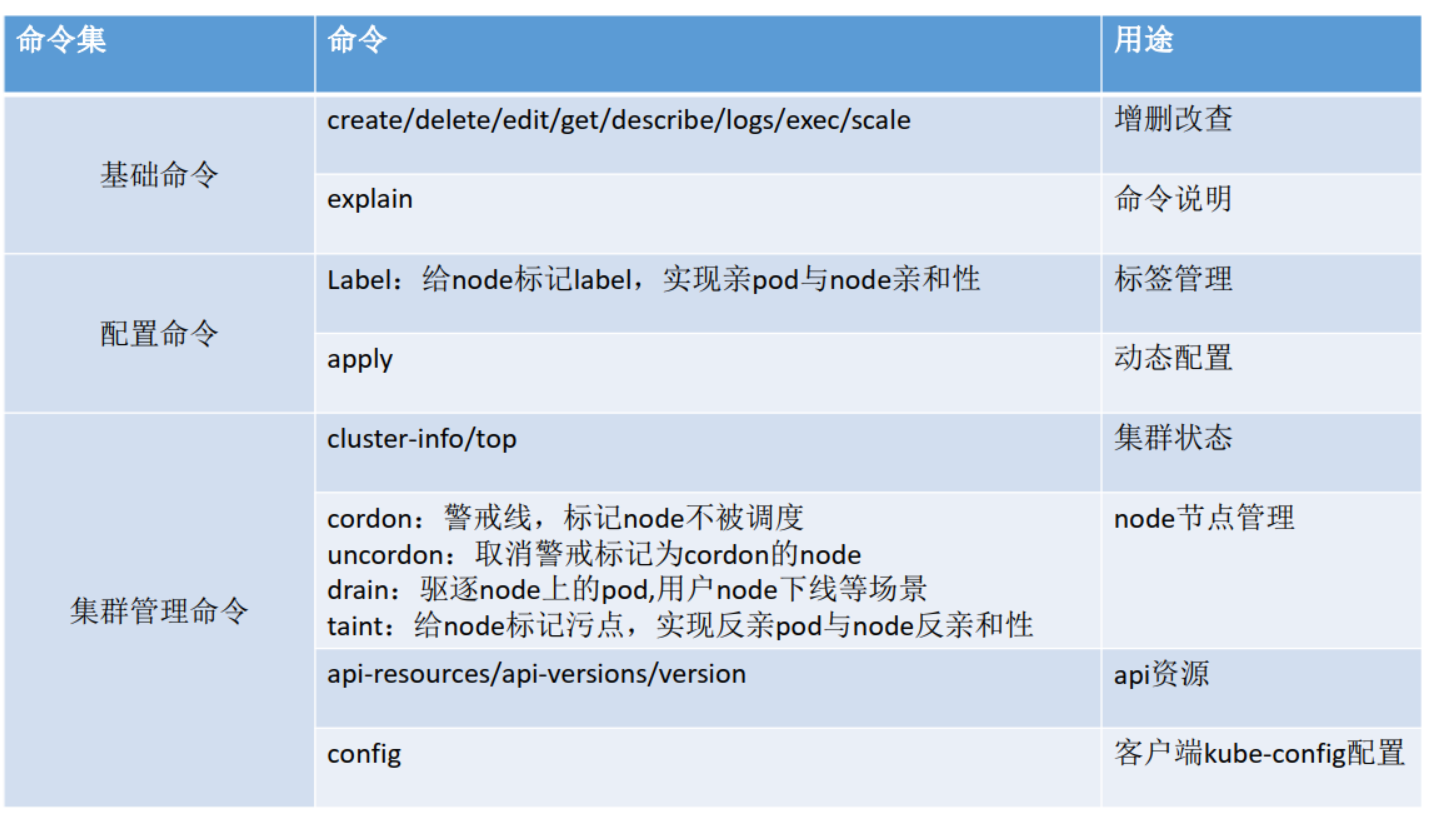 命令集
命令
用途
基础命令
create/delete/edit/get/describe/logs/exec/scale
增删改查
explain
命令说明
配置命令
Label：给node标记label，实现亲pod与node亲和性
标签管理
apply
动态配置
集群管理命令
cluster-info/top
集群状态
cordon：警戒线，标记node不被调度
uncordon：取消警戒标记为cordon的node
drain：驱逐node上的pod,用户node下线等场景
taint：给node标记污点，实现反亲pod与node反亲和性
node节点管理
api-resources/api-versions/version
api资源
config
客户端kube-config配置